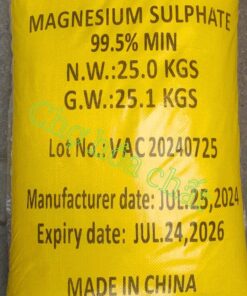 MAGNESIUM SULPHATE
99.5% MIN
N.W.:25.0 KGS
G.W.:25.1 KGS
Lot No.: VAC 20240725
Manufacturer date: JUL.25,2024
Expiry date: JUL.24,2026
MADE IN CHINA